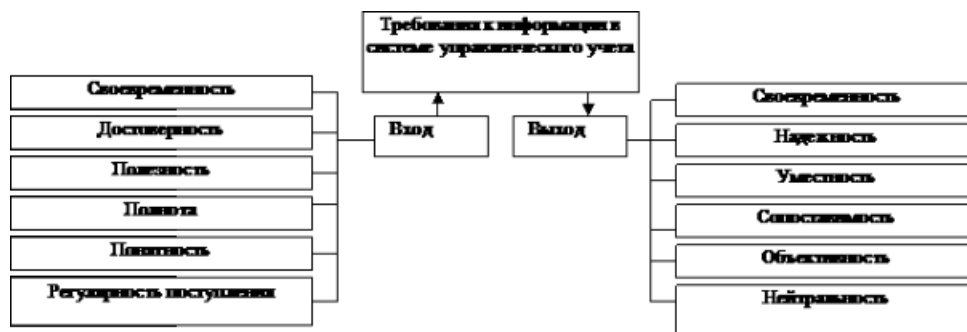 Требования к информации в
системе управленческого учета
Своевременность
Достоверность
Полезность
Полнота
Понятность
Регулярность поступления
Вход
Выход
Своевременность
Надежность
Уместность
Сопоставимость
Объективность
Нейтральность